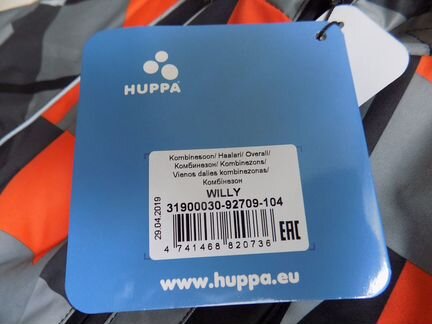 HUPPA
Kombinesoon/ Haalari/ Overall/
Комбинезон/ Kombinezons/
Vienos dalies kombinezonas/
Комбінезон
WILLY
31900030-92709-104
29.04.2019
4 741468 820736
EAC
www.huppa.eu